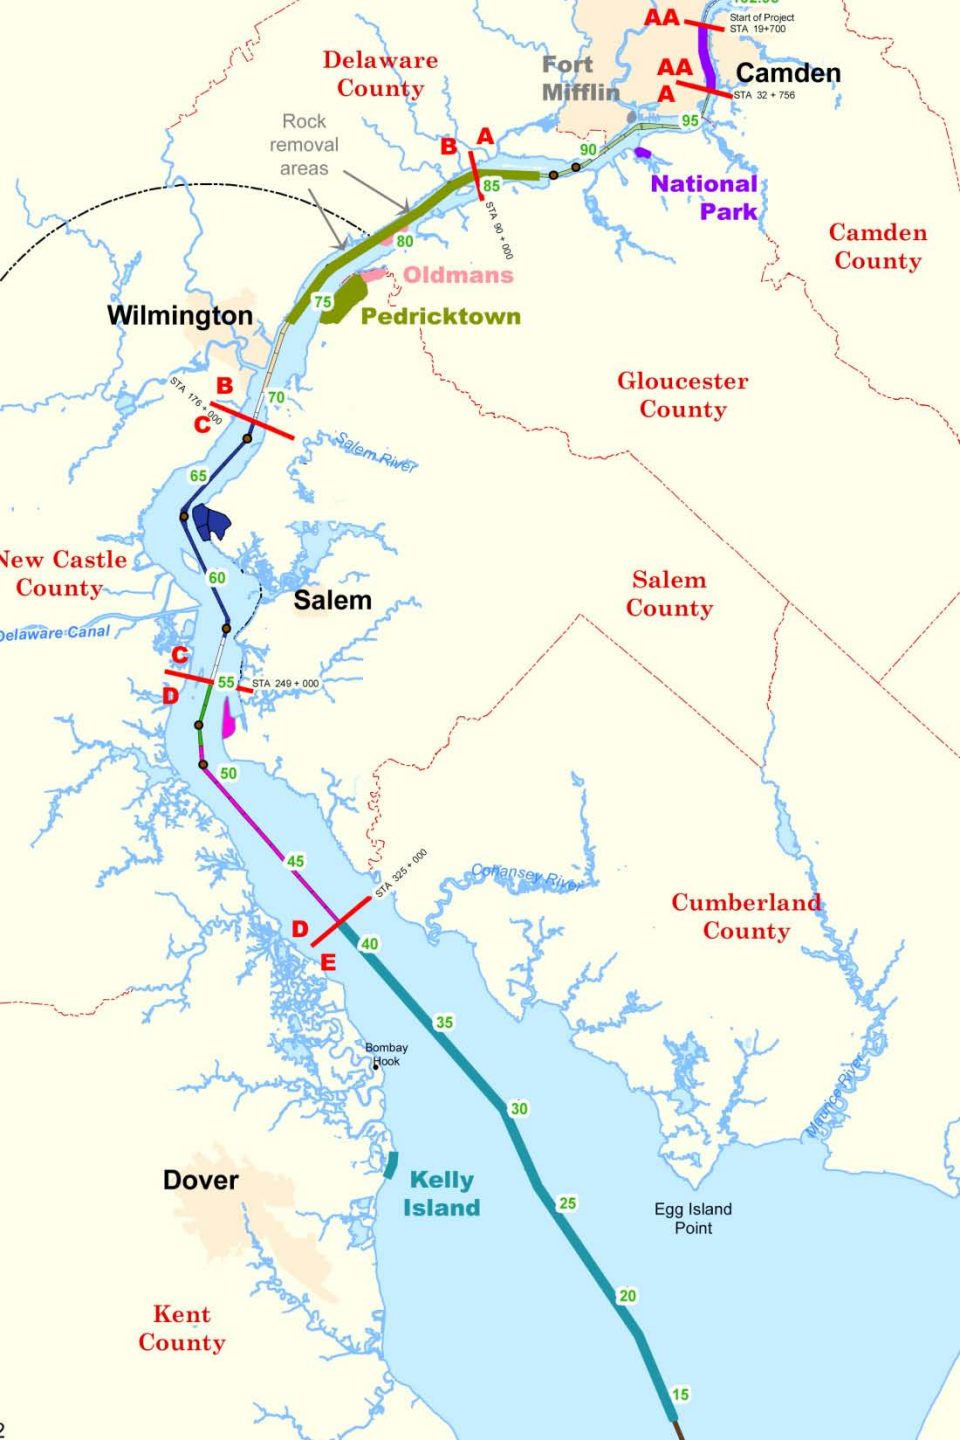 AA
Start of Project
STA 19+700
Delaware
County
Fort
Mifflin
AA
A
Camden
STA 32 + 756
Rock
removal
areas
95
90
B
A
85
STA 90 + 000
National
Park
80
Camden
County
Oldmans
75
Pedricktown
Wilmington
B
STA 176 + 000
C
70
Gloucester
County
Salem River
65
New Castle
County
60
Salem
Salem
County
Delaware Canal
C
55
STA 249 + 000
D
50
45
STA 325 + 000
Cohansey River
Cumberland
County
D
40
E
35
Bombay
Hook
30
Maurice River
Dover
Kelly
Island
25
Egg Island
Point
20
Kent
County
15
2